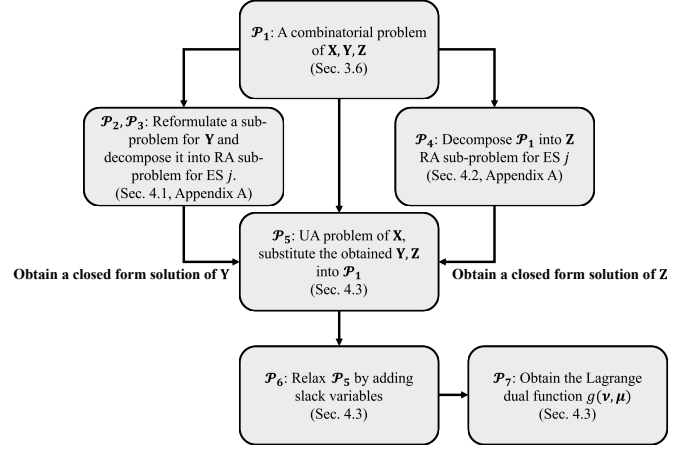 𝓟₁: A combinatorial problem
of 𝐗, 𝐘, 𝐙
(Sec. 3.6)
𝓟₂, 𝓟₃: Reformulate a sub-
problem for 𝐘 and
decompose it into RA sub-
problem for ES 𝑗.
(Sec. 4.1, Appendix A)
𝓟₄: Decompose 𝓟₁ into 𝐙
RA sub-problem for ES 𝑗
(Sec. 4.2, Appendix A)
𝓟₅: UA problem of 𝐗,
substitute the obtained 𝐘, 𝐙
into 𝓟₁
(Sec. 4.3)
Obtain a closed form solution of 𝐘
Obtain a closed form solution of 𝐙
𝓟₆: Relax 𝓟₅ by adding
slack variables
(Sec. 4.3)
𝓟₇: Obtain the Lagrange
dual function 𝑔(𝝂, 𝝁)
(Sec. 4.3)